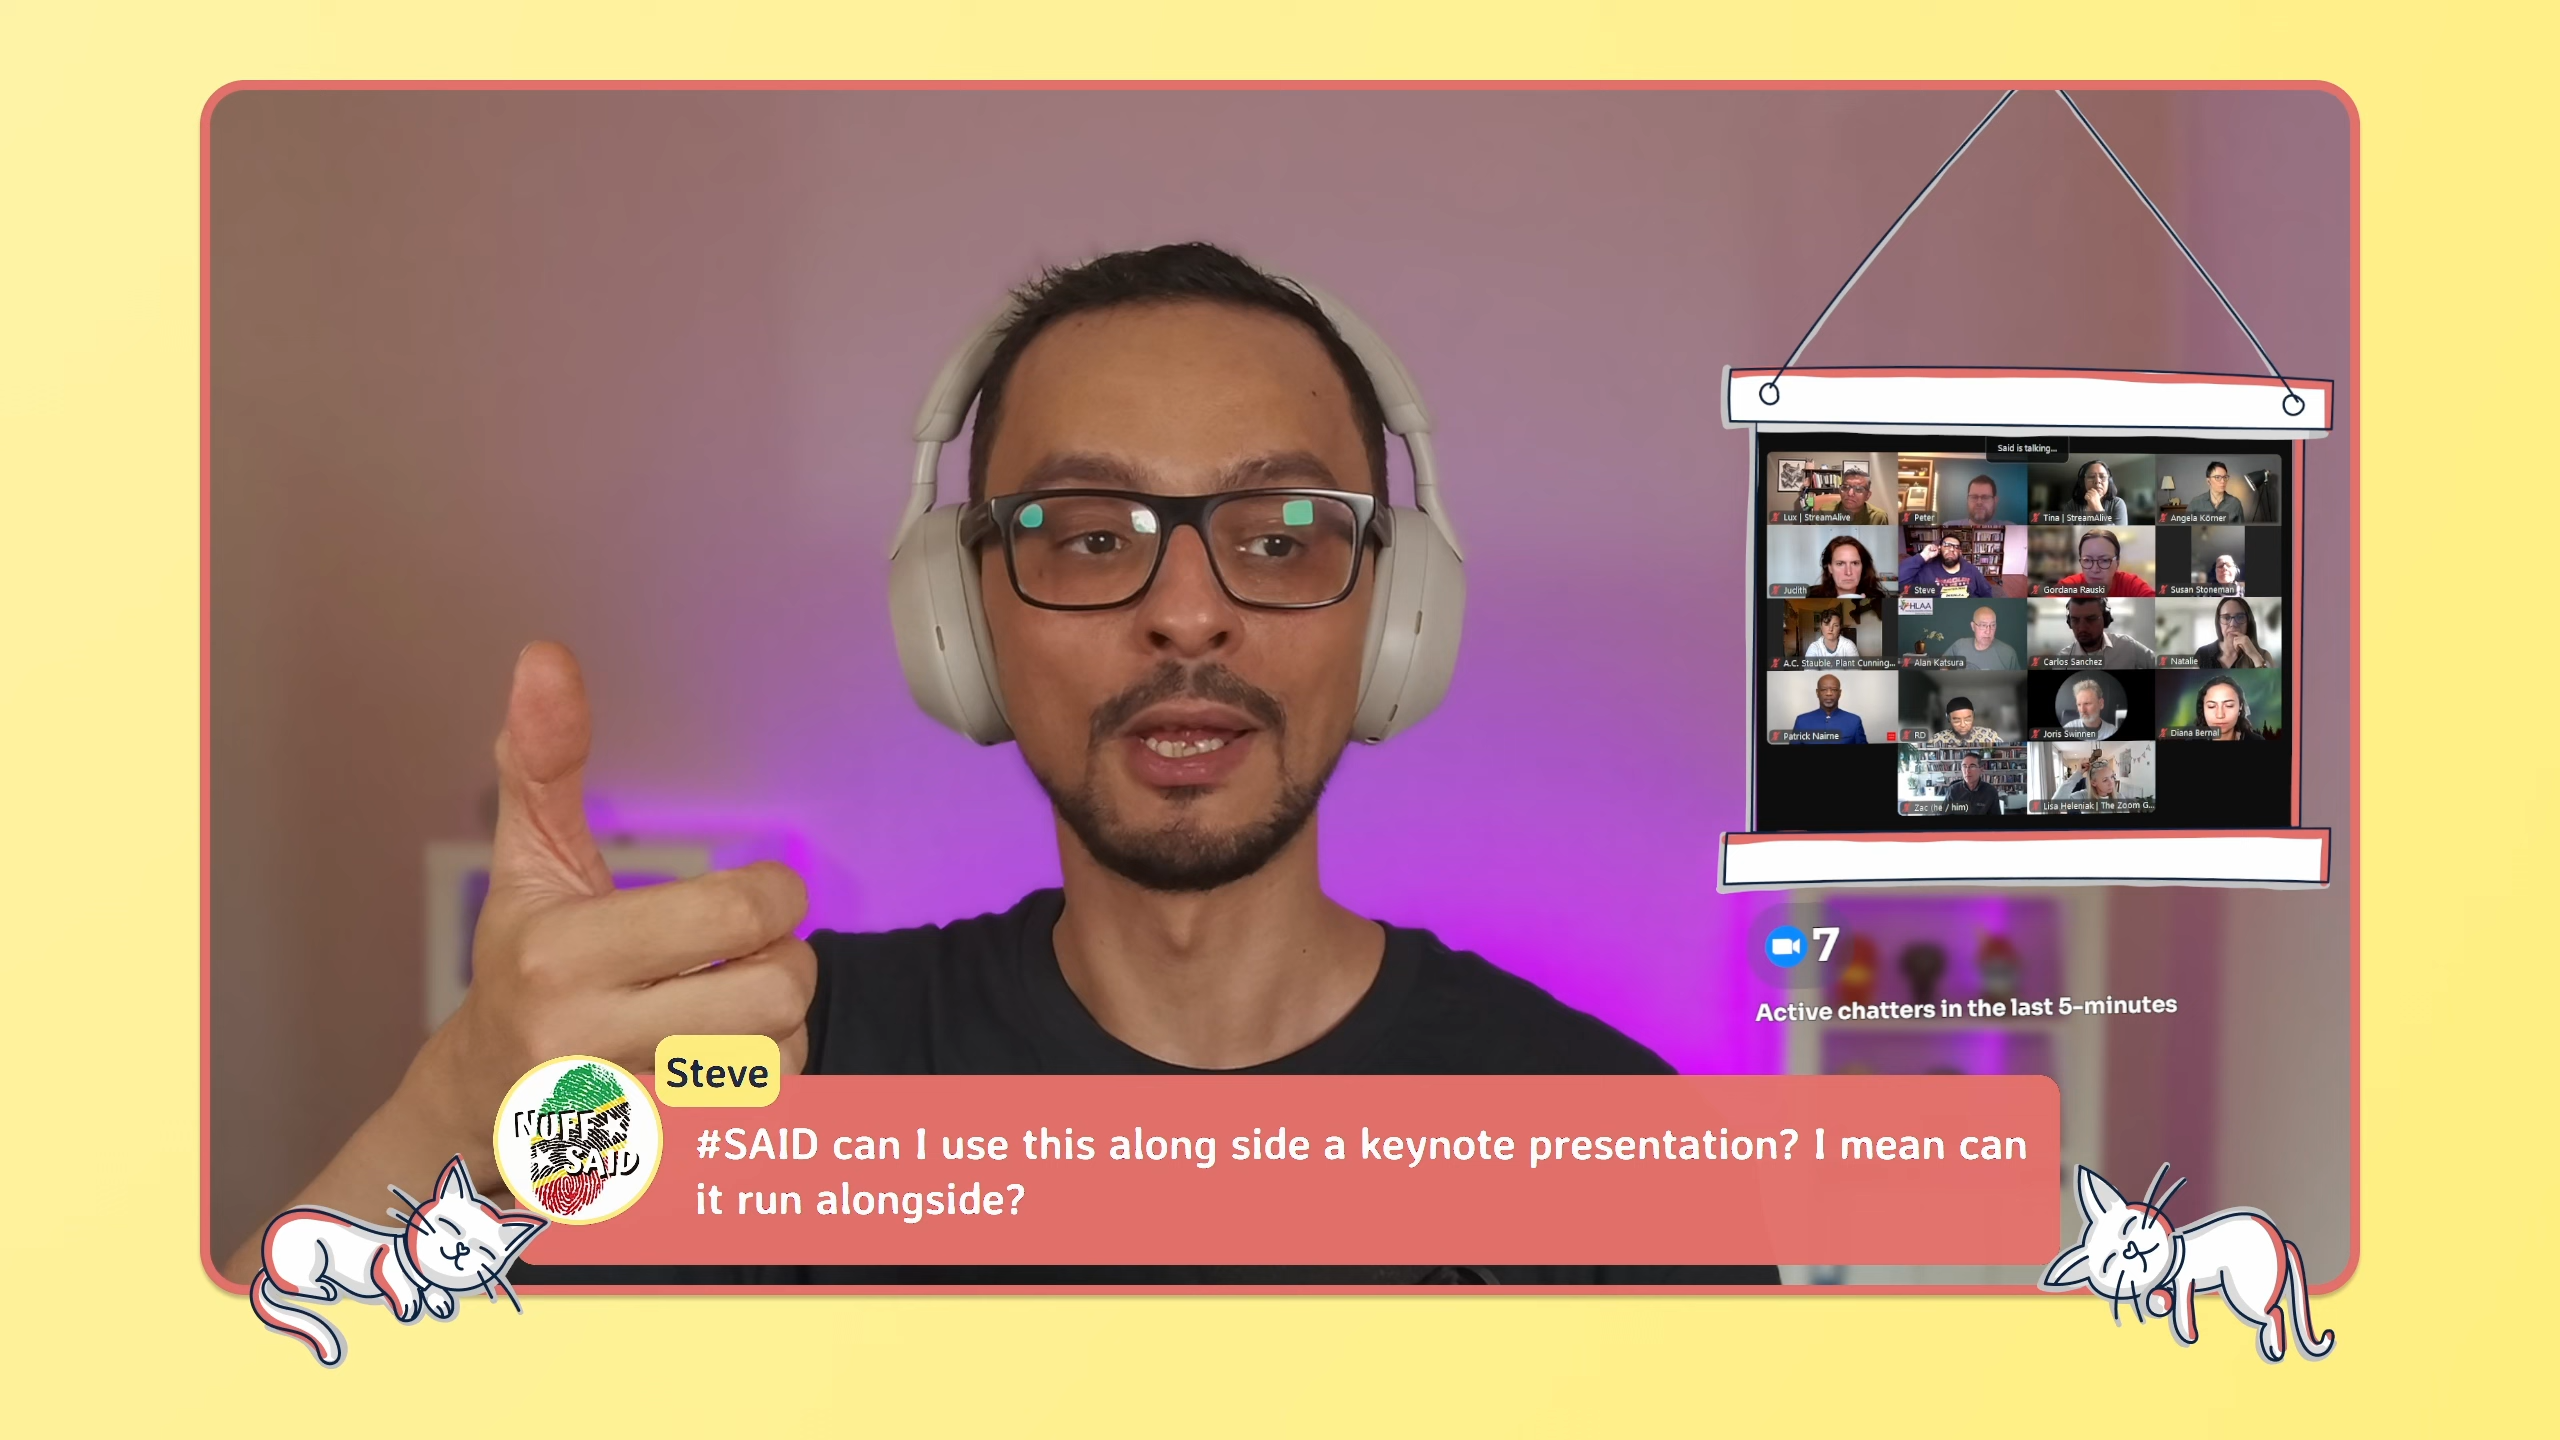 Said is talking...
Lux | StreamAlive
Peter
Tina | StreamAlive
Angela Körner
Judith
Steve
Gordana Rauski
Susan Stoneman
HLAA
A.C. Stauble, Plant Cunning...
Alan Katsura
Carlos Sanchez
Natalie
Patrick Nairne
RD
Joris Swinnen
Diana Bernal
Zac (he / him)
Lisa Heleniak | The Zoom G...
7
Active chatters in the last 5-minutes
Steve
NUFF
SAID
#SAID can I use this along side a keynote presentation? I mean can
it run alongside?